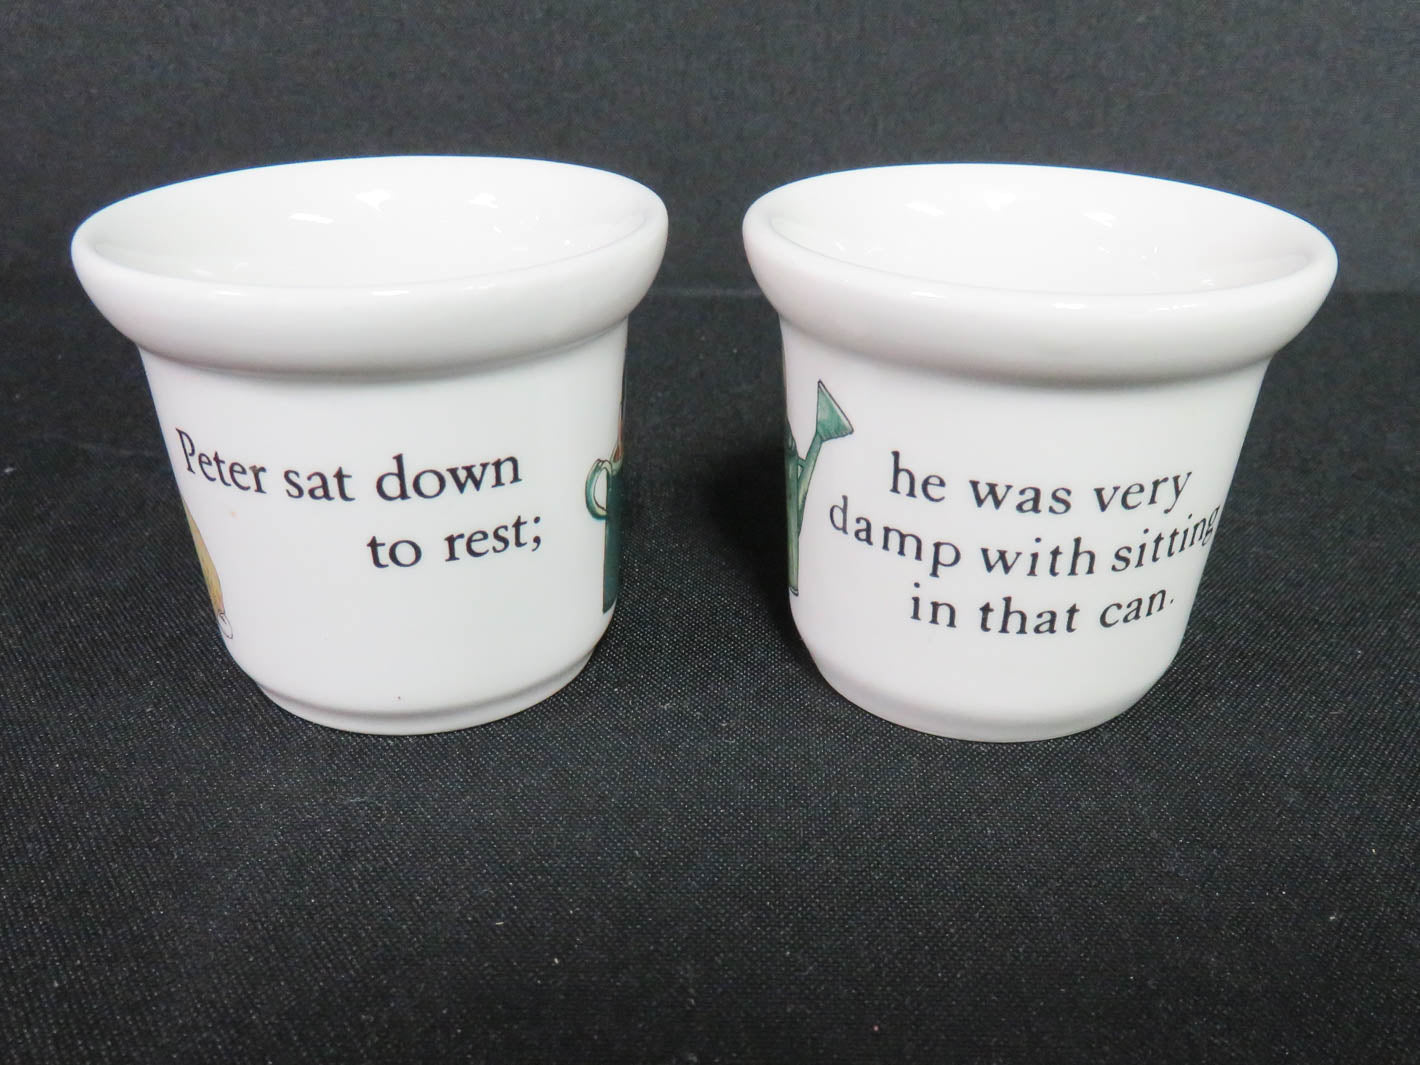 Peter sat down
to rest;
he was very
damp with sitting
in that can.